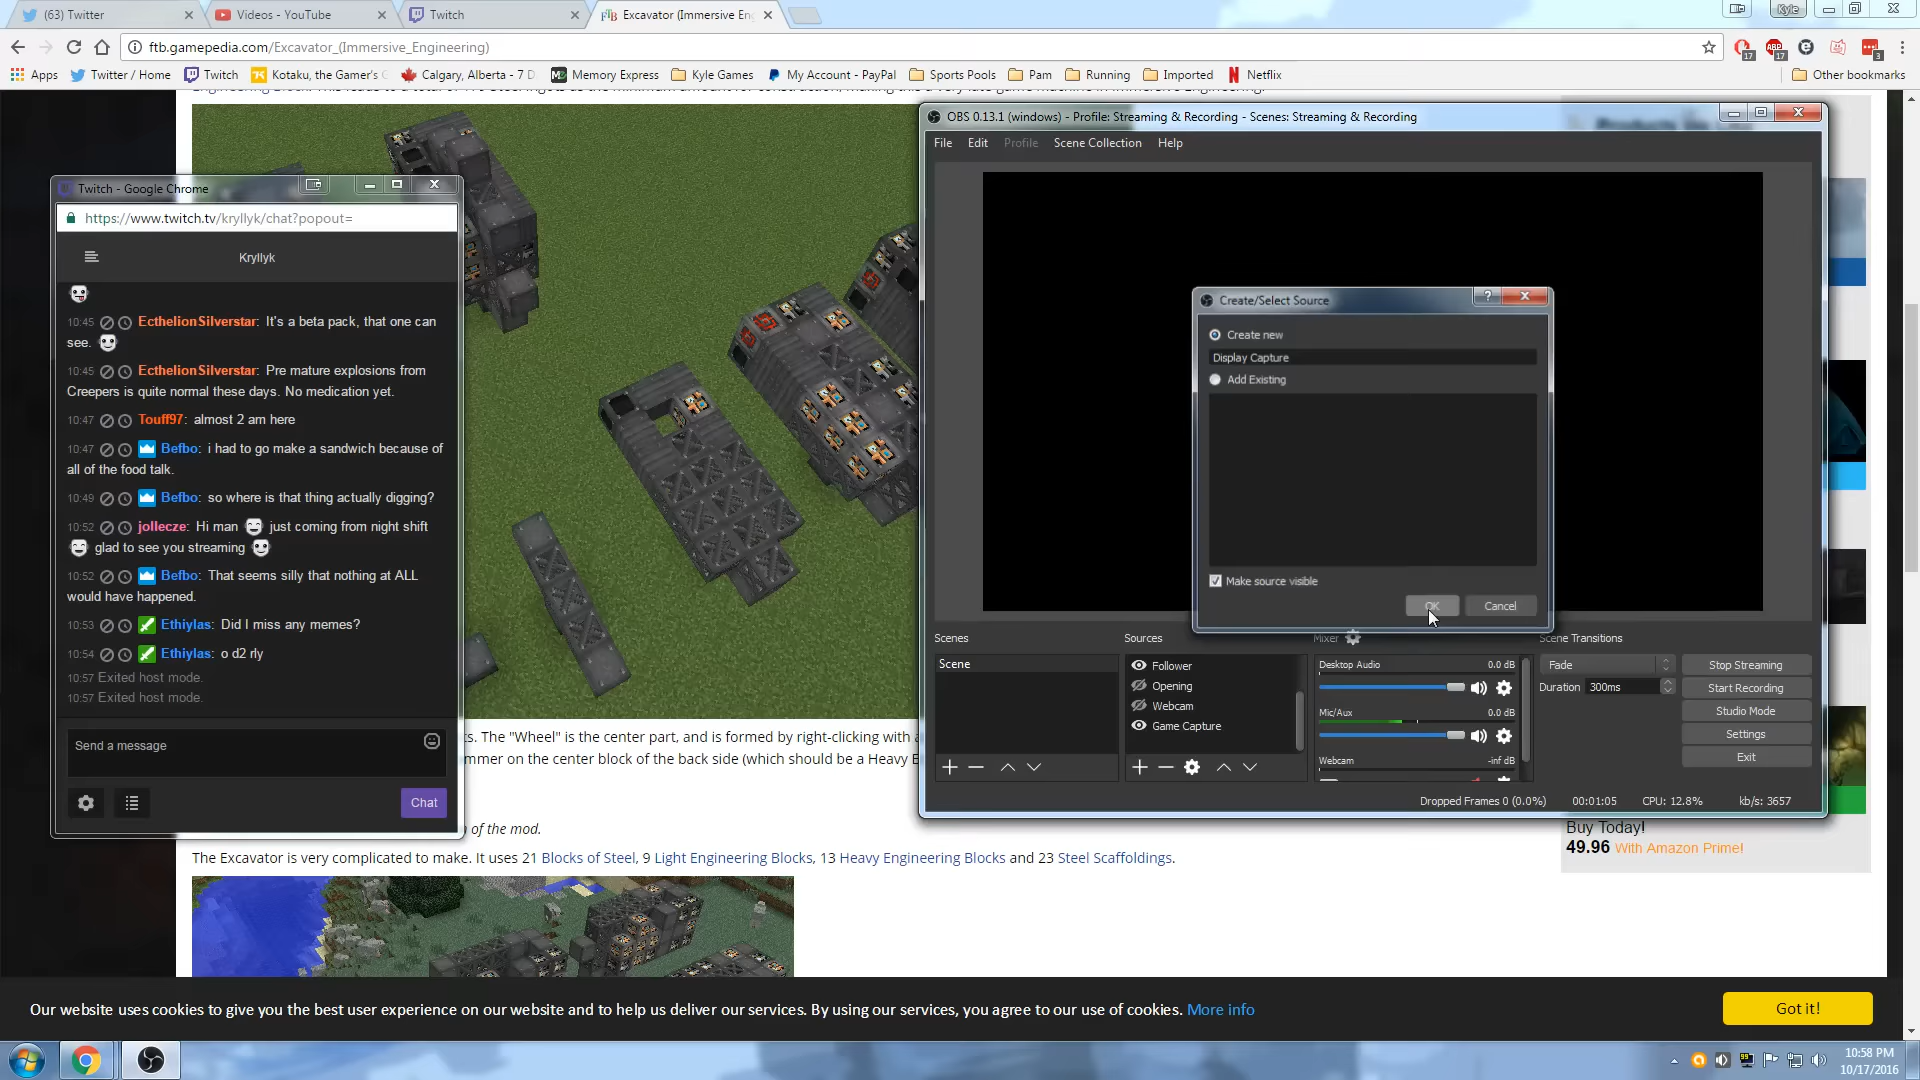 (63) Twitter
Videos - YouTube
Twitch
Excavator (Immersive En
Kyle
ftb.gamepedia.com/Excavator_(Immersive_Engineering)
17
17
3
Apps
Twitter / Home
Twitch
Kotaku, the Gamer's G
Calgary, Alberta - 7 D
Memory Express
Kyle Games
My Account - PayPal
Sports Pools
Pam
Running
Imported
Netflix
Other bookmarks
Twitch - Google Chrome
https://www.twitch.tv/kryllyk/chat?popout=
Kryllyk
10:45 EcthelionSilverstar: It's a beta pack, that one can
see.
10:45 EcthelionSilverstar: Pre mature explosions from
Creepers is quite normal these days. No medication yet.
10:47 Touff97: almost 2 am here
10:47 Befbo: i had to go make a sandwich because of
all of the food talk.
10:49 Befbo: so where is that thing actually digging?
10:52 jollecze: Hi man just coming from night shift
glad to see you streaming
10:52 Befbo: That seems silly that nothing at ALL
would have happened.
10:53 Ethiylas: Did I miss any memes?
10:54 Ethiylas: o d2 rly
10:57 Exited host mode.
10:57 Exited host mode.
Send a message
Chat
OBS 0.13.1 (windows) - Profile: Streaming & Recording - Scenes: Streaming & Recording
File
Edit
Profile
Scene Collection
Help
Create/Select Source
Create new
Display Capture
Add Existing
Make source visible
OK
Cancel
Scenes
Sources
Mixer
Scene Transitions
Scene
Follower
Opening
Webcam
Game Capture
Desktop Audio
0.0 dB
Mic/Aux
0.0 dB
Webcam
-inf dB
Fade
Duration
300ms
Stop Streaming
Start Recording
Studio Mode
Settings
Exit
Dropped Frames 0 (0.0%)
00:01:05
CPU: 12.8%
kb/s: 3657
ts. The "Wheel" is the center part, and is formed by right-clicking with a
mmer on the center block of the back side (which should be a Heavy E
of the mod.
The Excavator is very complicated to make. It uses 21 Blocks of Steel, 9 Light Engineering Blocks, 13 Heavy Engineering Blocks and 23 Steel Scaffoldings.
Buy Today!
49.96 With Amazon Prime!
Our website uses cookies to give you the best user experience on our website and to help us deliver our services. By using our services, you agree to our use of cookies. More info
Got it!
10:58 PM
10/17/2016